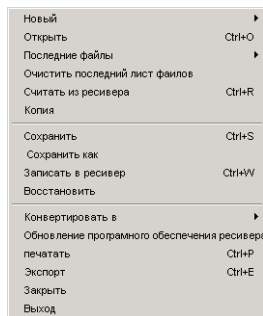 Новый
Открыть Ctrl+O
Последние файлы
Очистить последний лист фаилов
Считать из ресивера Ctrl+R
Копия
Сохранить Ctrl+S
Сохранить как
Записать в ресивер Ctrl+W
Восстановить
Конвертировать в
Обновление програмного обеспечения ресивера
печатать Ctrl+P
Экспорт Ctrl+E
Закрыть
Выход